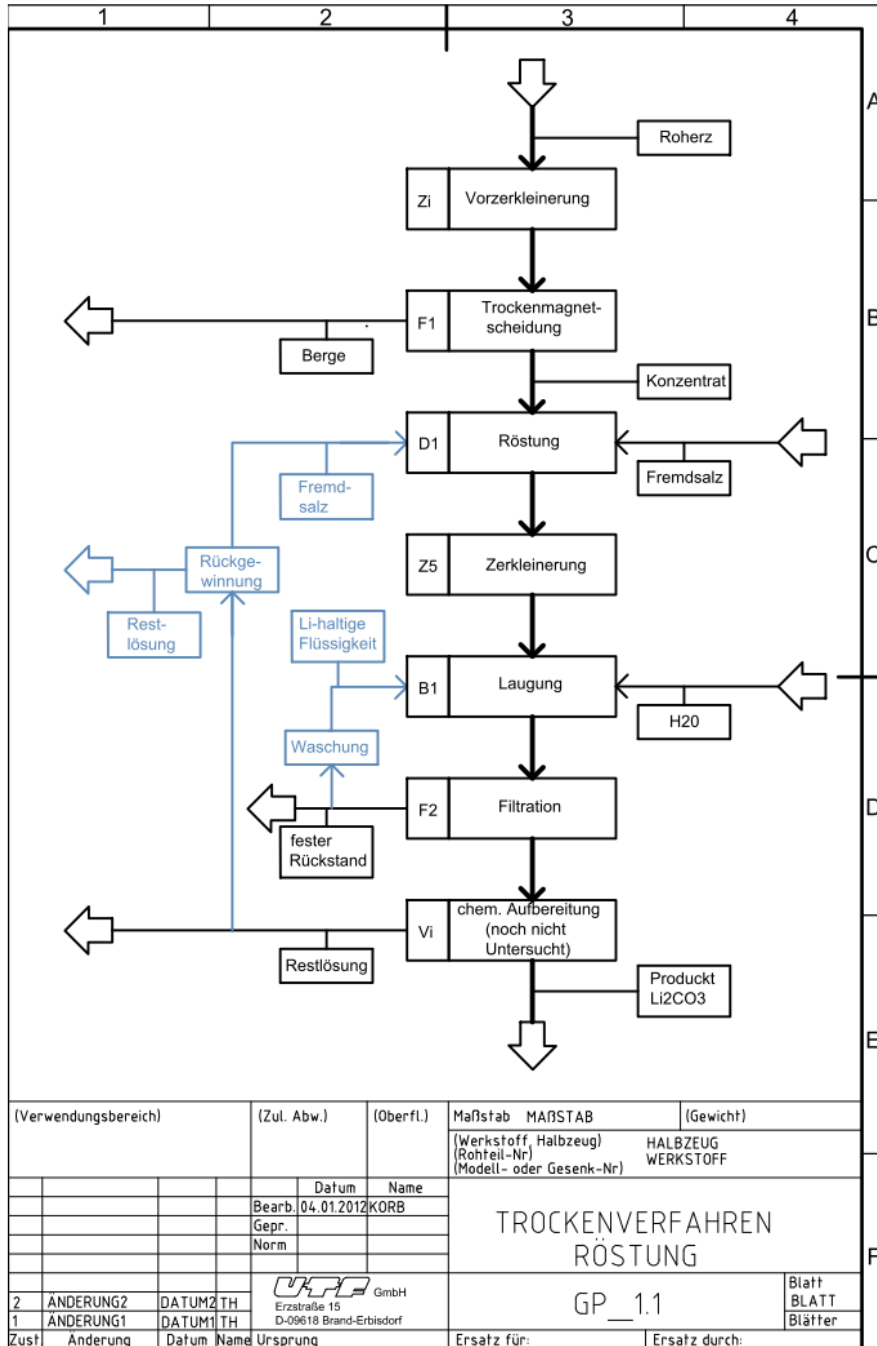 1 2 3 4
A
Roherz
Zi Vorzerkleinerung
B
F1 Trockenmagnet-
scheidung
Berge
Konzentrat
D1 Röstung
Fremd-
salz
Fremdsalz
C
Rückge-
winnung
Z5 Zerkleinerung
Rest-
lösung
Li-haltige
Flüssigkeit
B1 Laugung
H20
Waschung
D
F2 Filtration
fester
Rückstand
Vi chem. Aufbereitung
(noch nicht
Untersucht)
Restlösung
Produckt
Li2CO3
E
(Verwendungsbereich) (Zul. Abw.) (Oberfl.) Maßstab MAßSTAB (Gewicht)
(Werkstoff, Halbzeug) HALBZEUG
(Rohteil-Nr) WERKSTOFF
(Modell- oder Gesenk-Nr)
Datum Name
Bearb. 04.01.2012 KORB
Gepr.
Norm
TROCKENVERFAHREN
RÖSTUNG
F
UTF GmbH
Erzstraße 15
D-09618 Brand-Erbisdorf
GP__1.1
Blatt
BLATT
Blätter
2 ÄNDERUNG2 DATUM2 TH
1 ÄNDERUNG1 DATUM1 TH
Zust. Änderung Datum Name Ursprung Ersatz für: Ersatz durch: